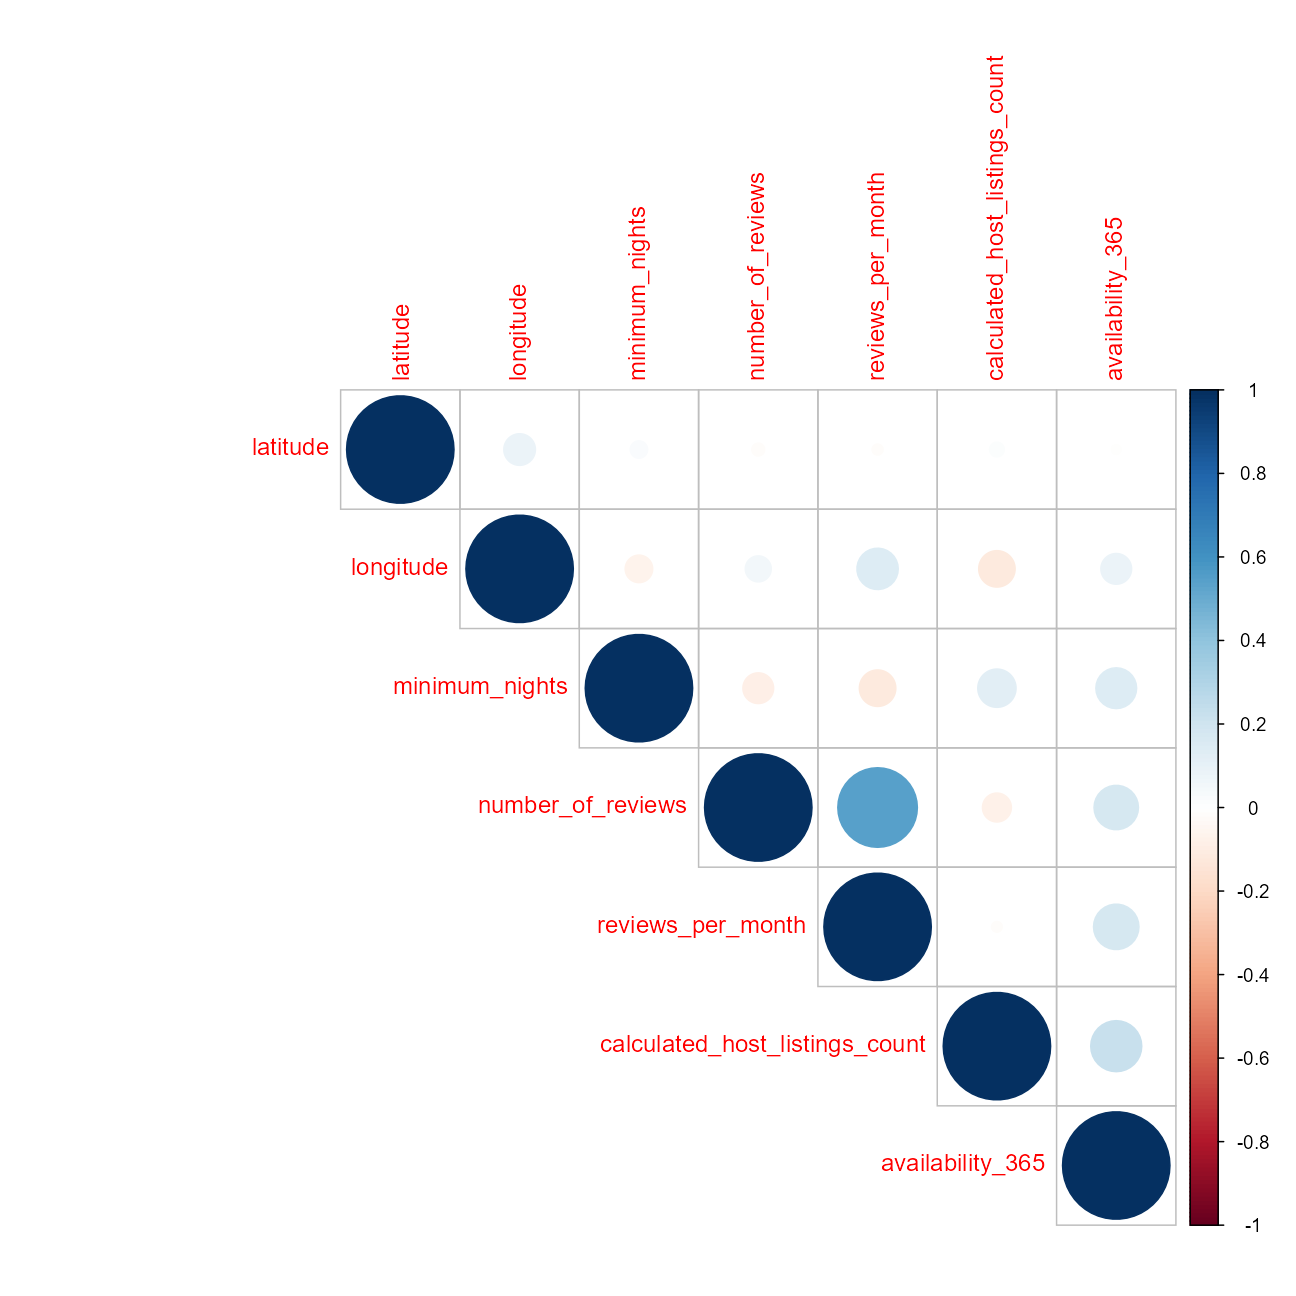 latitude
longitude
minimum_nights
number_of_reviews
reviews_per_month
calculated_host_listings_count
availability_365
latitude
longitude
minimum_nights
number_of_reviews
reviews_per_month
calculated_host_listings_count
availability_365
1
0.8
0.6
0.4
0.2
0
-0.2
-0.4
-0.6
-0.8
-1